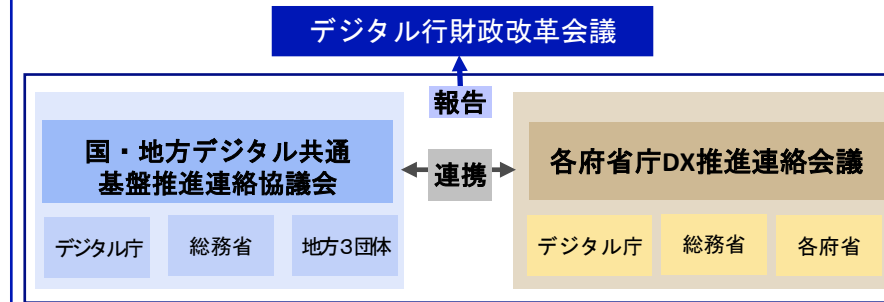 デジタル行財政改革会議
報告
国・地方デジタル共通
基盤推進連絡協議会
連携
各府省庁DX推進連絡会議
デジタル庁
総務省
地方3団体
デジタル庁
総務省
各府省